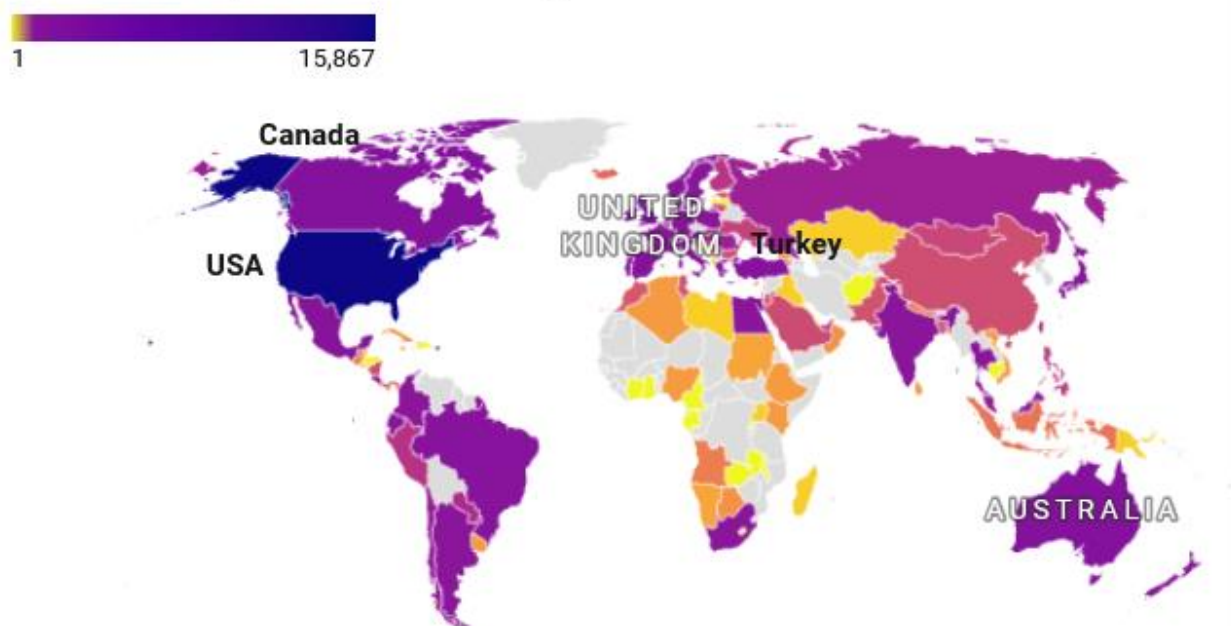 1 15,867
Canada
UNITED
KINGDOM
Turkey
USA
AUSTRALIA